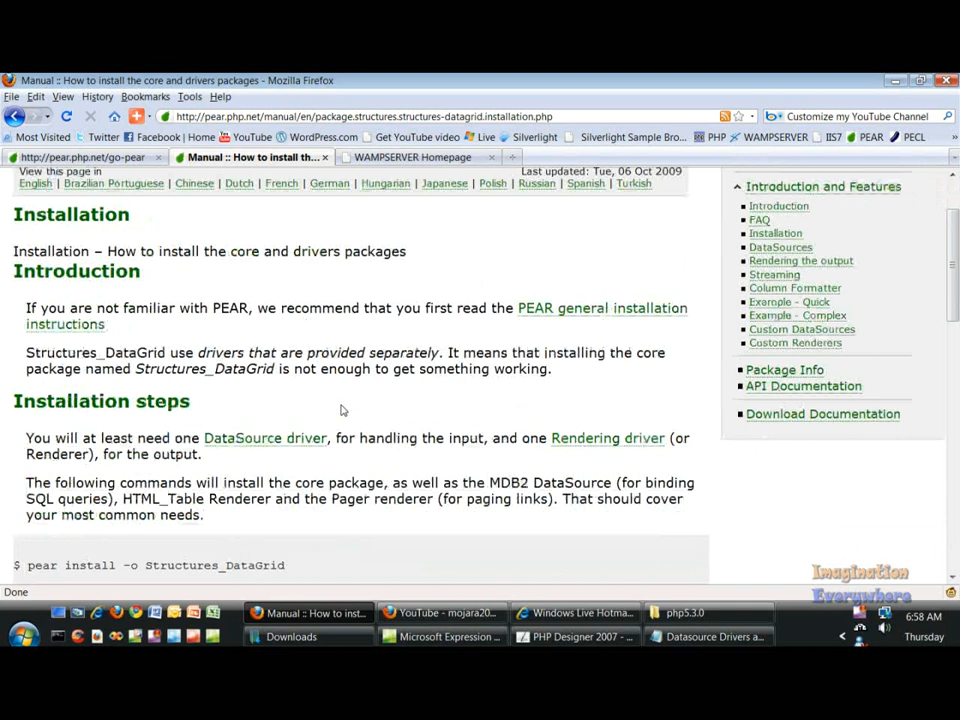 Manual :: How to install the core and drivers packages - Mozilla Firefox
File Edit View History Bookmarks Tools Help
http://pear.php.net/manual/en/package.structures.structures-datagrid.installation.php
Customize my YouTube Channel
Most Visited Twitter Facebook | Home YouTube WordPress.com Get YouTube video Live Silverlight Silverlight Sample Bro... PHP WAMPSERVER IIS7 PEAR PECL »
http://pear.php.net/go-pear Manual :: How to install th... WAMPSERVER Homepage
View this page in Last updated: Tue, 06 Oct 2009
English | Brazilian Portuguese | Chinese | Dutch | French | German | Hungarian | Japanese | Polish | Russian | Spanish | Turkish
Installation
Installation – How to install the core and drivers packages
Introduction
If you are not familiar with PEAR, we recommend that you first read the PEAR general installation
instructions
Structures_DataGrid use drivers that are provided separately. It means that installing the core
package named Structures_DataGrid is not enough to get something working.
Installation steps
You will at least need one DataSource driver, for handling the input, and one Rendering driver (or
Renderer), for the output.
The following commands will install the core package, as well as the MDB2 DataSource (for binding
SQL queries), HTML_Table Renderer and the Pager renderer (for paging links). That should cover
your most common needs.
$ pear install -o Structures_DataGrid
Introduction and Features
Introduction
FAQ
Installation
DataSources
Rendering the output
Streaming
Column Formatter
Example - Quick
Example - Complex
Custom DataSources
Custom Renderers
Package Info
API Documentation
Download Documentation
Imagination
Everywhere
Done
Manual :: How to inst... YouTube - mojara20... Windows Live Hotma... php5.3.0 6:58 AM
Downloads Microsoft Expression ... PHP Designer 2007 - ... Datasource Drivers a... Thursday